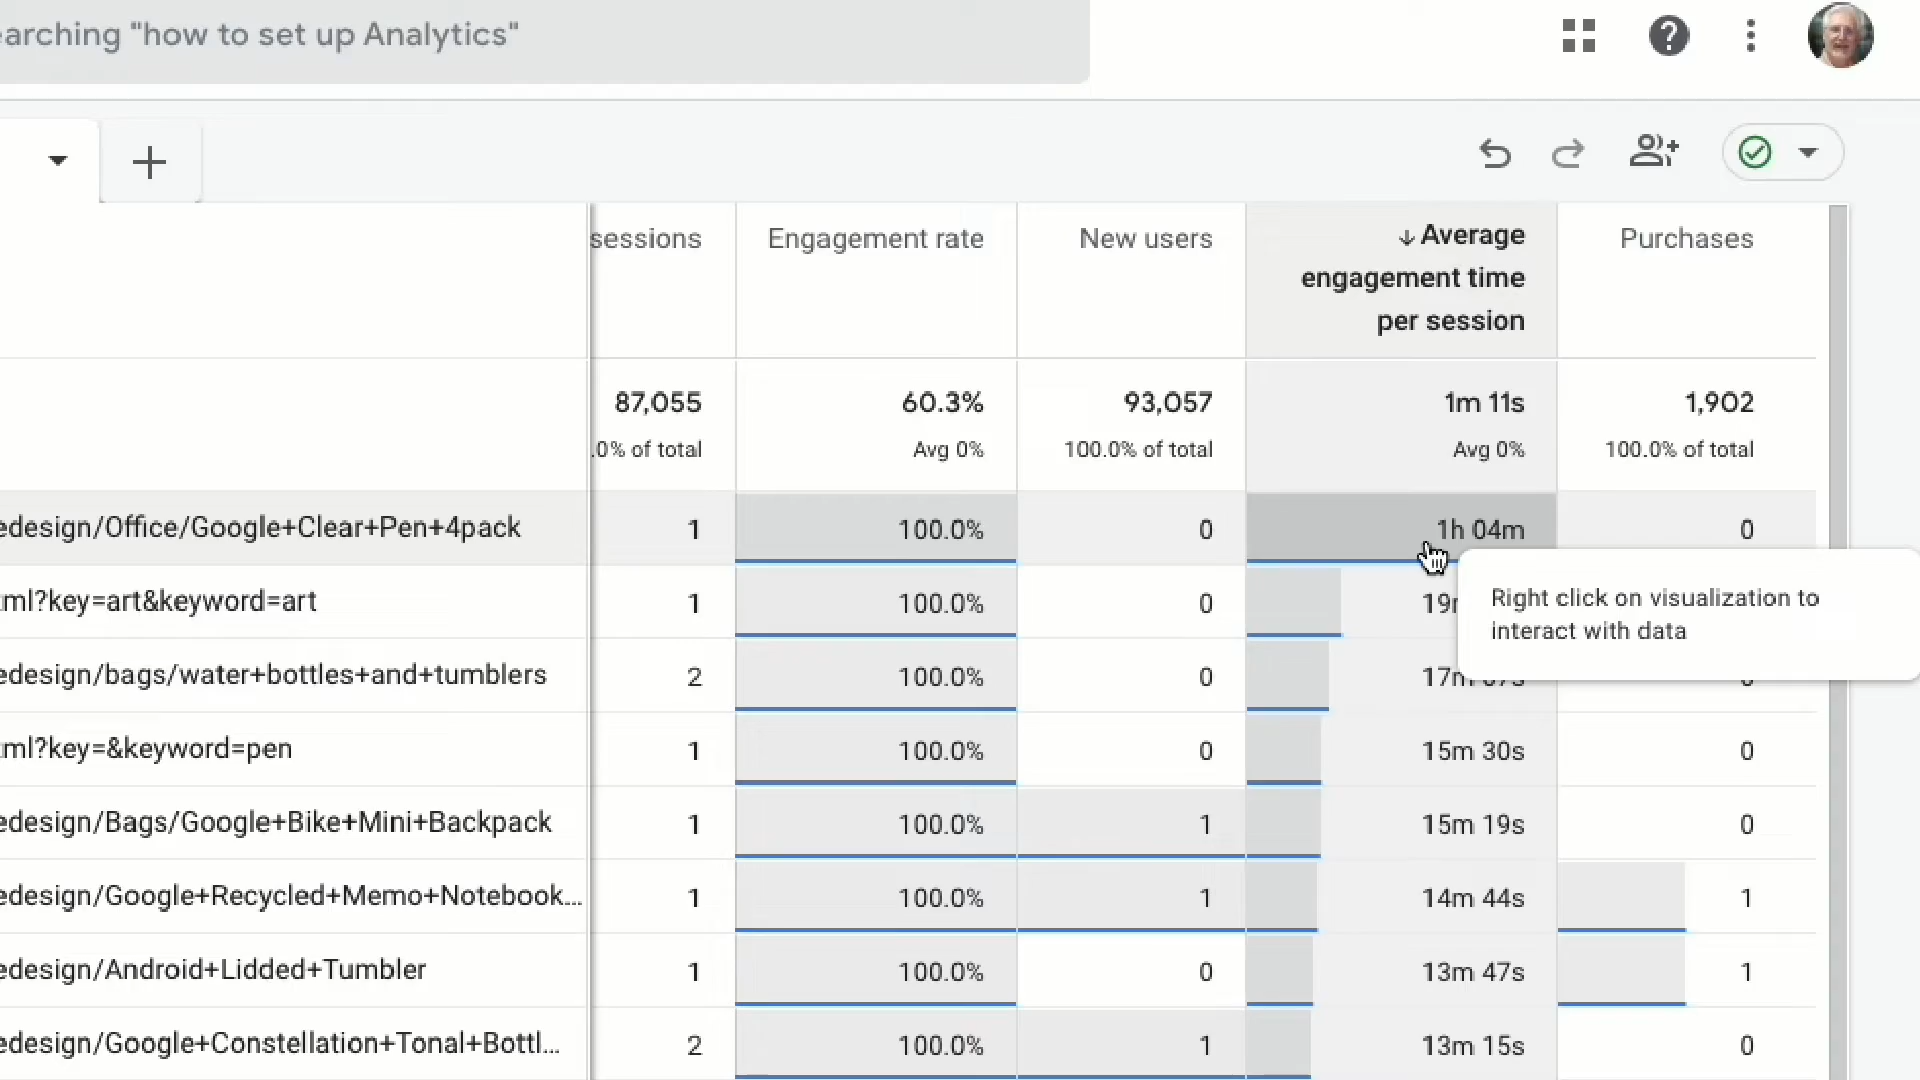 earching "how to set up Analytics"
sessions Engagement rate New users ↓ Average engagement time per session Purchases
87,055 60.3% 93,057 1m 11s 1,902
.0% of total Avg 0% 100.0% of total Avg 0% 100.0% of total
edesign/Office/Google+Clear+Pen+4pack 1 100.0% 0 1h 04m 0
ml?key=art&keyword=art 1 100.0% 0
Right click on visualization to
interact with data
edesign/bags/water+bottles+and+tumblers 2 100.0% 0
ml?key=&keyword=pen 1 100.0% 0 15m 30s 0
edesign/Bags/Google+Bike+Mini+Backpack 1 100.0% 1 15m 19s 0
edesign/Google+Recycled+Memo+Notebook... 1 100.0% 1 14m 44s 1
edesign/Android+Lidded+Tumbler 1 100.0% 0 13m 47s 1
edesign/Google+Constellation+Tonal+Bottl... 2 100.0% 1 13m 15s 0